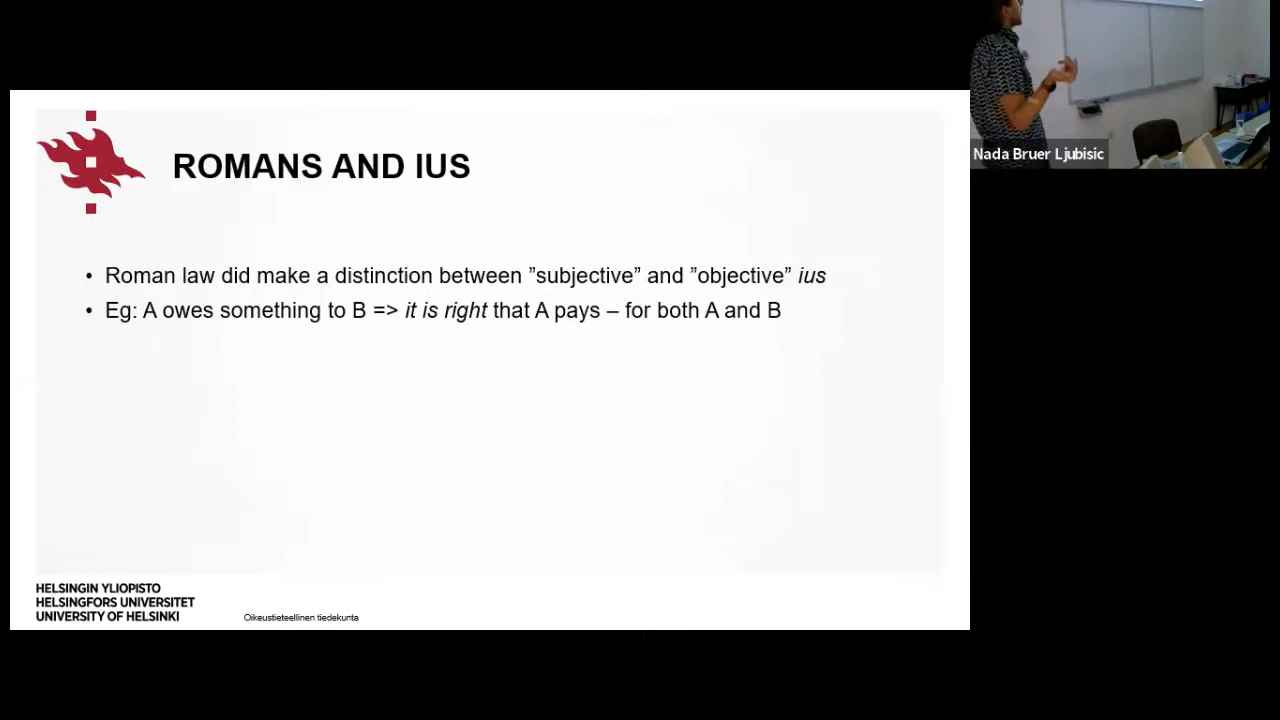 ROMANS AND IUS
• Roman law did make a distinction between ”subjective” and ”objective” ius
• Eg: A owes something to B => it is right that A pays – for both A and B
HELSINGIN YLIOPISTO
HELSINGFORS UNIVERSITET
UNIVERSITY OF HELSINKI
Oikeustieteellinen tiedekunta
Nada Bruer Ljubisic